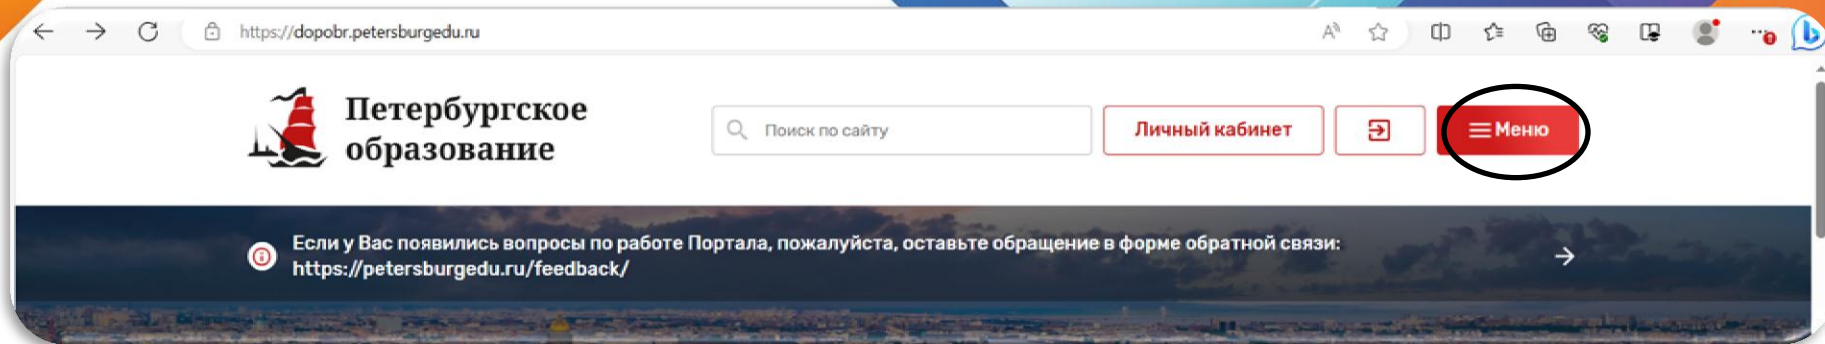 https://dopobr.petersburgedu.ru
Петербургское
образование
Поиск по сайту
Личный кабинет
Меню
Если у Вас появились вопросы по работе Портала, пожалуйста, оставьте обращение в форме обратной связи:
https://petersburgedu.ru/feedback/